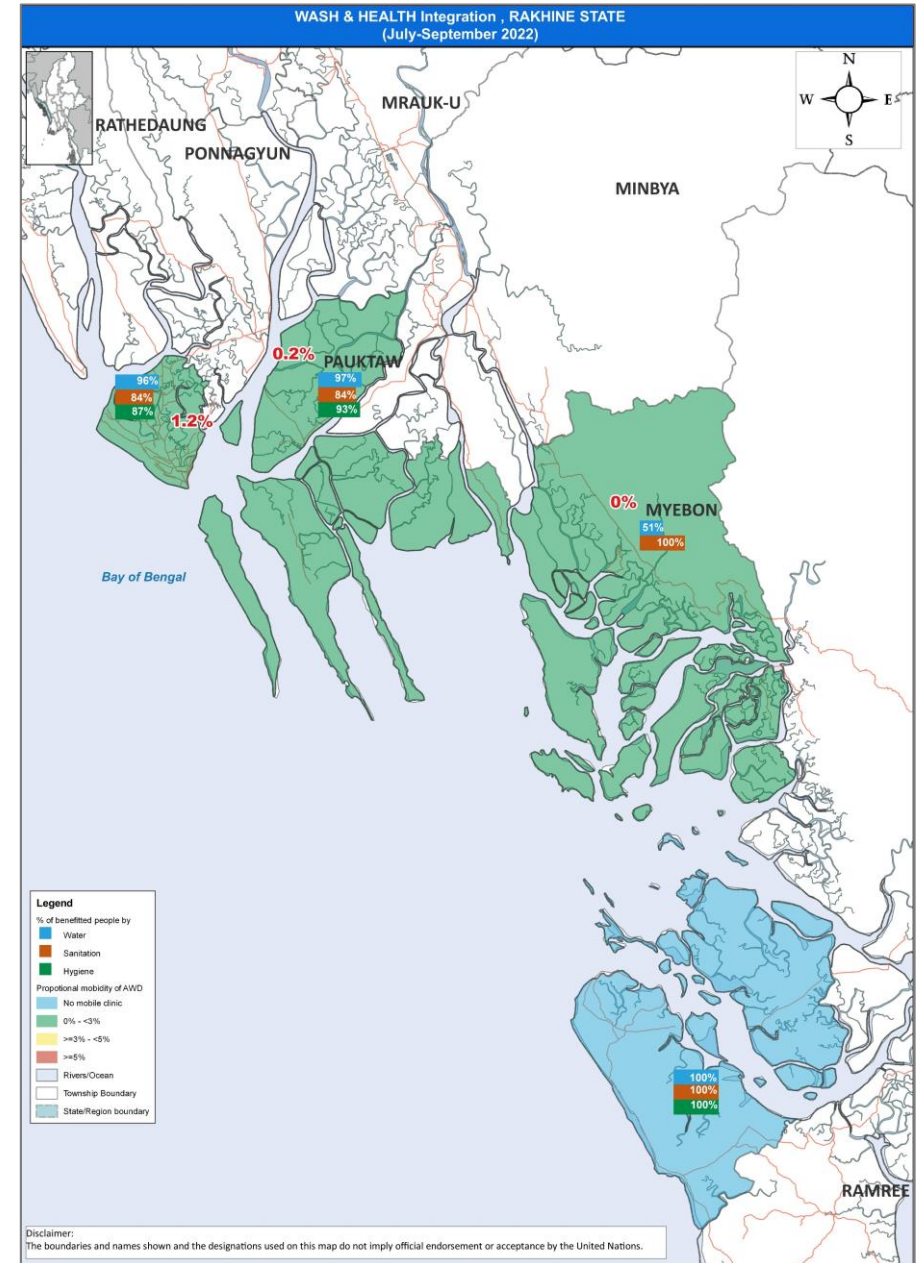 WASH & HEALTH Integration , RAKHINE STATE
(July-September 2022)
N
W
E
S
MRAUK-U
RATHEDAUNG
PONNAGYUN
MINBYA
0.2%
PAUKTAW
96%
84%
87%
97%
84%
93%
1.2%
0%
MYEBON
51%
100%
Bay of Bengal
Legend
% of benefitted people by
Water
Sanitation
Hygiene
Propotional mobidity of AWD
No mobile clinic
0% - <3%
>=3% - <5%
>=5%
Rivers/Ocean
Township Boundary
State/Region boundary
100%
100%
100%
RAMREE
Disclaimer:
The boundaries and names shown and the designations used on this map do not imply official endorsement or acceptance by the United Nations.